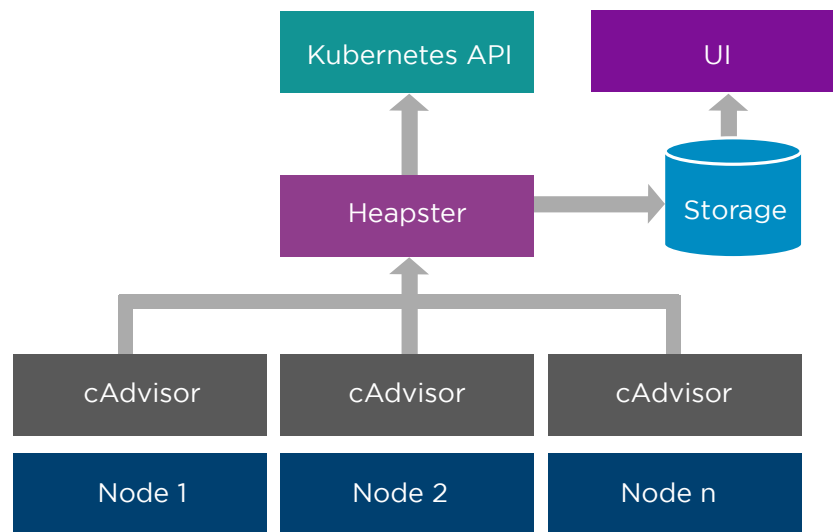 Kubernetes API
UI
Heapster
Storage
cAdvisor
cAdvisor
cAdvisor
Node 1
Node 2
Node n